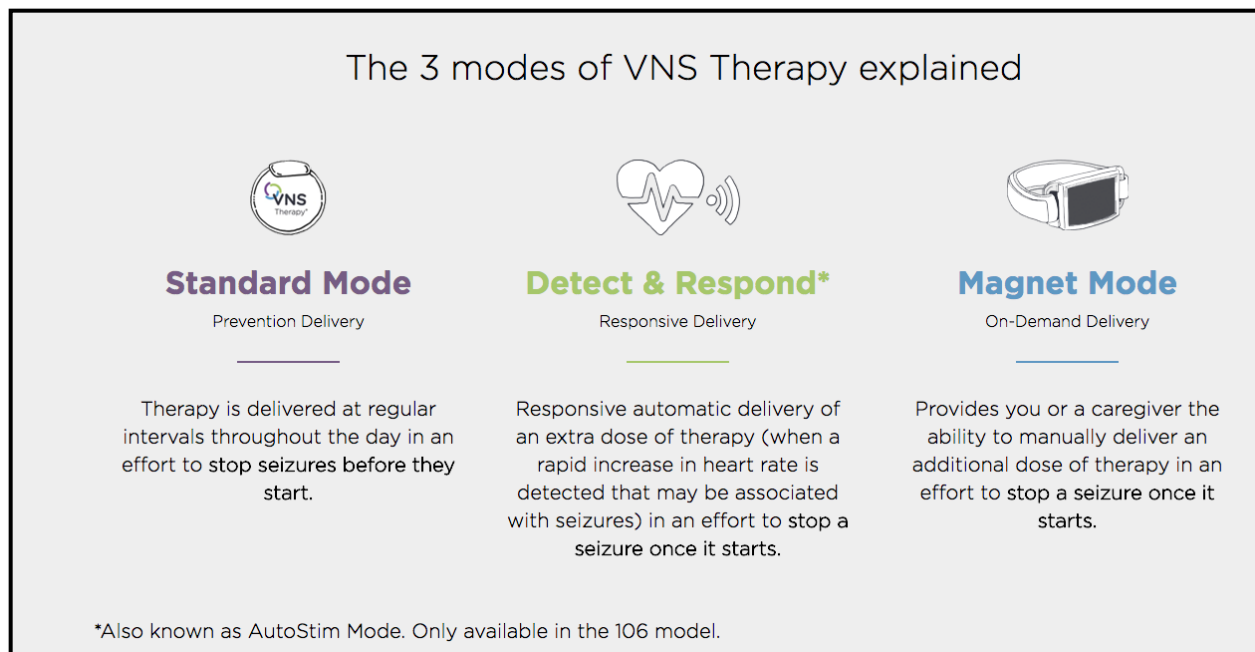 The 3 modes of VNS Therapy explained
VNS
Therapy®
Standard Mode
Prevention Delivery
Therapy is delivered at regular
intervals throughout the day in an
effort to stop seizures before they
start.
Detect & Respond*
Responsive Delivery
Responsive automatic delivery of
an extra dose of therapy (when a
rapid increase in heart rate is
detected that may be associated
with seizures) in an effort to stop a
seizure once it starts.
Magnet Mode
On-Demand Delivery
Provides you or a caregiver the
ability to manually deliver an
additional dose of therapy in an
effort to stop a seizure once it
starts.
*Also known as AutoStim Mode. Only available in the 106 model.